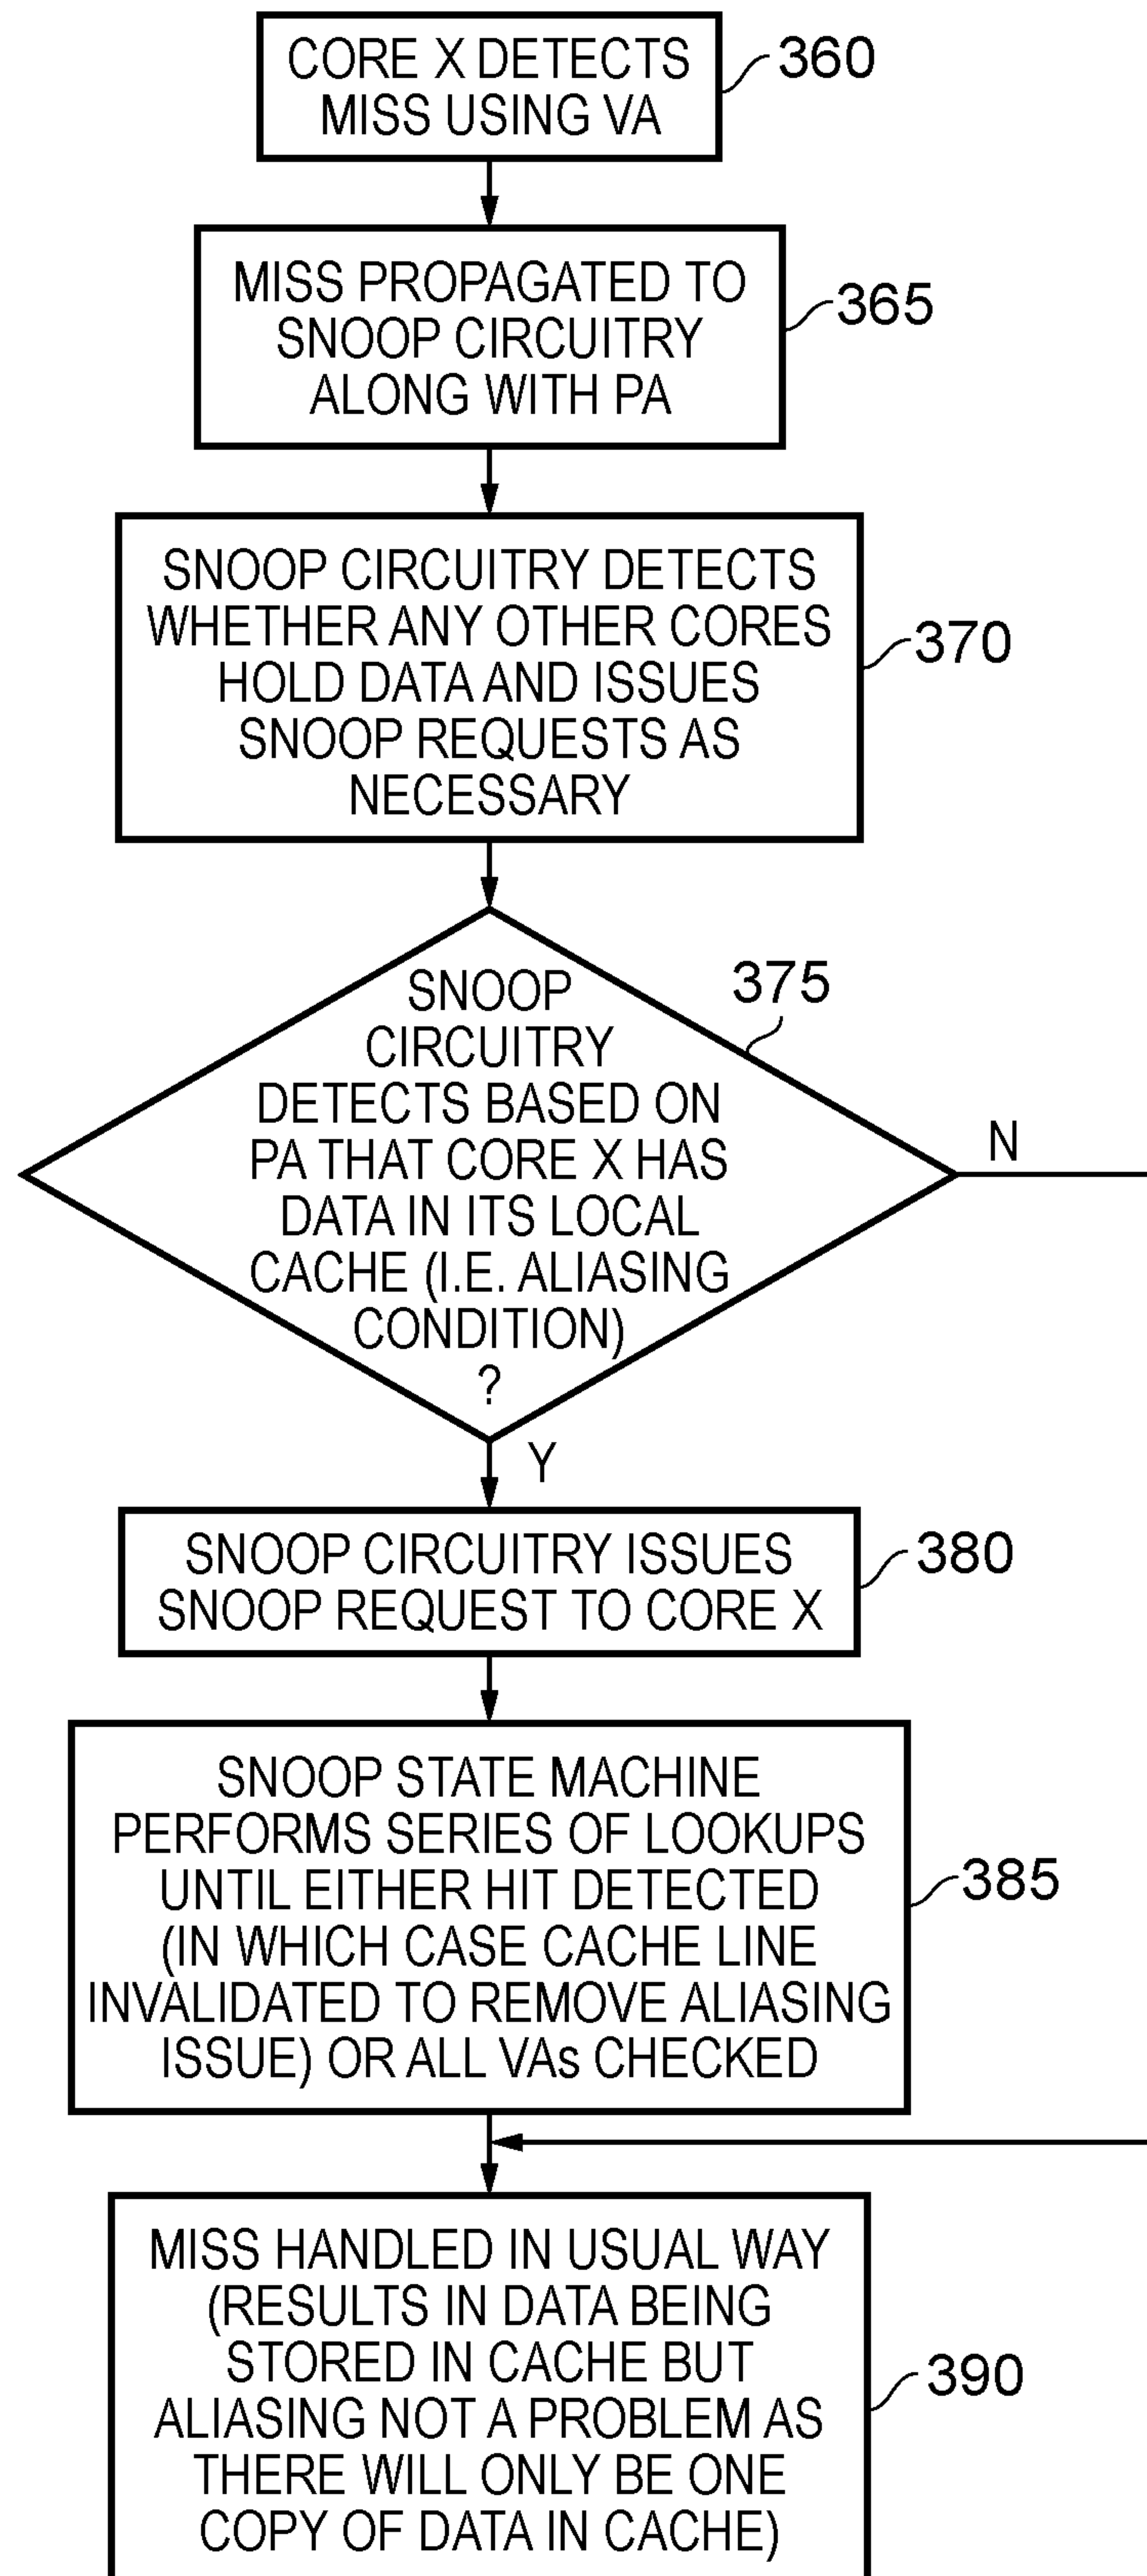 CORE X DETECTS
MISS USING VA
360
MISS PROPAGATED TO
SNOOP CIRCUITRY
ALONG WITH PA
365
SNOOP CIRCUITRY DETECTS
WHETHER ANY OTHER CORES
HOLD DATA AND ISSUES
SNOOP REQUESTS AS
NECESSARY
370
SNOOP
CIRCUITRY
DETECTS BASED ON
PA THAT CORE X HAS
DATA IN ITS LOCAL
CACHE (I.E. ALIASING
CONDITION)
?
375
N
Y
SNOOP CIRCUITRY ISSUES
SNOOP REQUEST TO CORE X
380
SNOOP STATE MACHINE
PERFORMS SERIES OF LOOKUPS
UNTIL EITHER HIT DETECTED
(IN WHICH CASE CACHE LINE
INVALIDATED TO REMOVE ALIASING
ISSUE) OR ALL VAs CHECKED
385
MISS HANDLED IN USUAL WAY
(RESULTS IN DATA BEING
STORED IN CACHE BUT
ALIASING NOT A PROBLEM AS
THERE WILL ONLY BE ONE
COPY OF DATA IN CACHE)
390